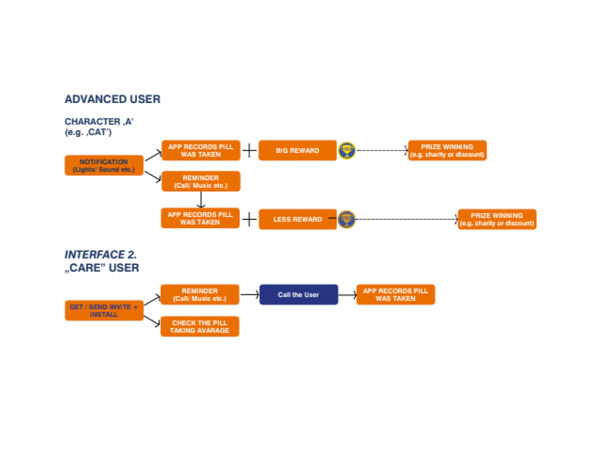 ADVANCED USER
CHARACTER ‚A’
(e.g. ‚CAT’)
NOTIFICATION
(Lights/ Sound etc.)
APP RECORDS PILL
WAS TAKEN
BIG REWARD
PRIZE WINNING
(e.g. charity or discount)
REMINDER
(Call/ Music etc.)
APP RECORDS PILL
WAS TAKEN
LESS REWARD
PRIZE WINNING
(e.g. charity or discount)
INTERFACE 2.
„CARE” USER
GET / SEND INVITE +
INSTALL
REMINDER
(Call/ Music etc.)
Call the User
APP RECORDS PILL
WAS TAKEN
CHECK THE PILL
TAKING AVARAGE